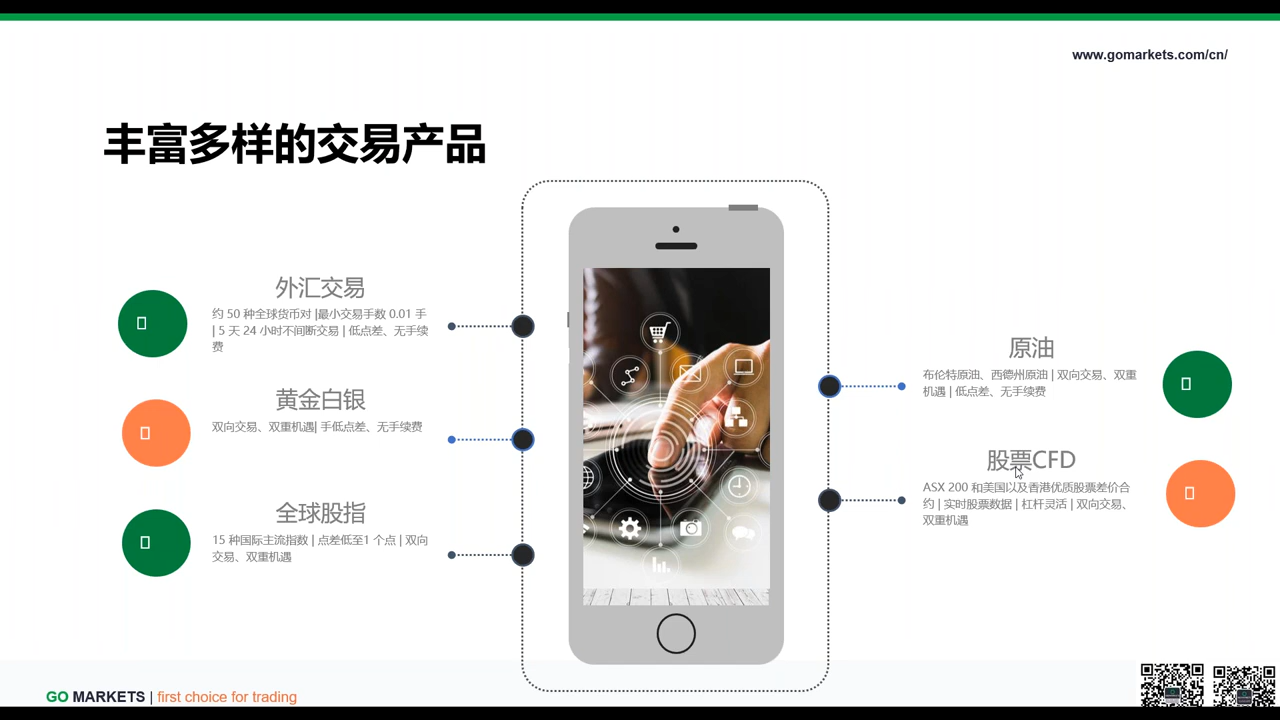 www.gomarkets.com/cn/
丰富多样的交易产品
外汇交易
约 50 种全球货币对 |最小交易手数 0.01 手
| 5 天 24 小时不间断交易 | 低点差、无手续
费
黄金白银
双向交易、双重机遇| 手低点差、无手续费
全球股指
15 种国际主流指数 | 点差低至1 个点 | 双向
交易、双重机遇
原油
布伦特原油、西德州原油 | 双向交易、双重
机遇 | 低点差、无手续费
股票CFD
ASX 200 和美国以及香港优质股票差价合
约 | 实时股票数据 | 杠杆灵活 | 双向交易、
双重机遇
GO MARKETS | first choice for trading